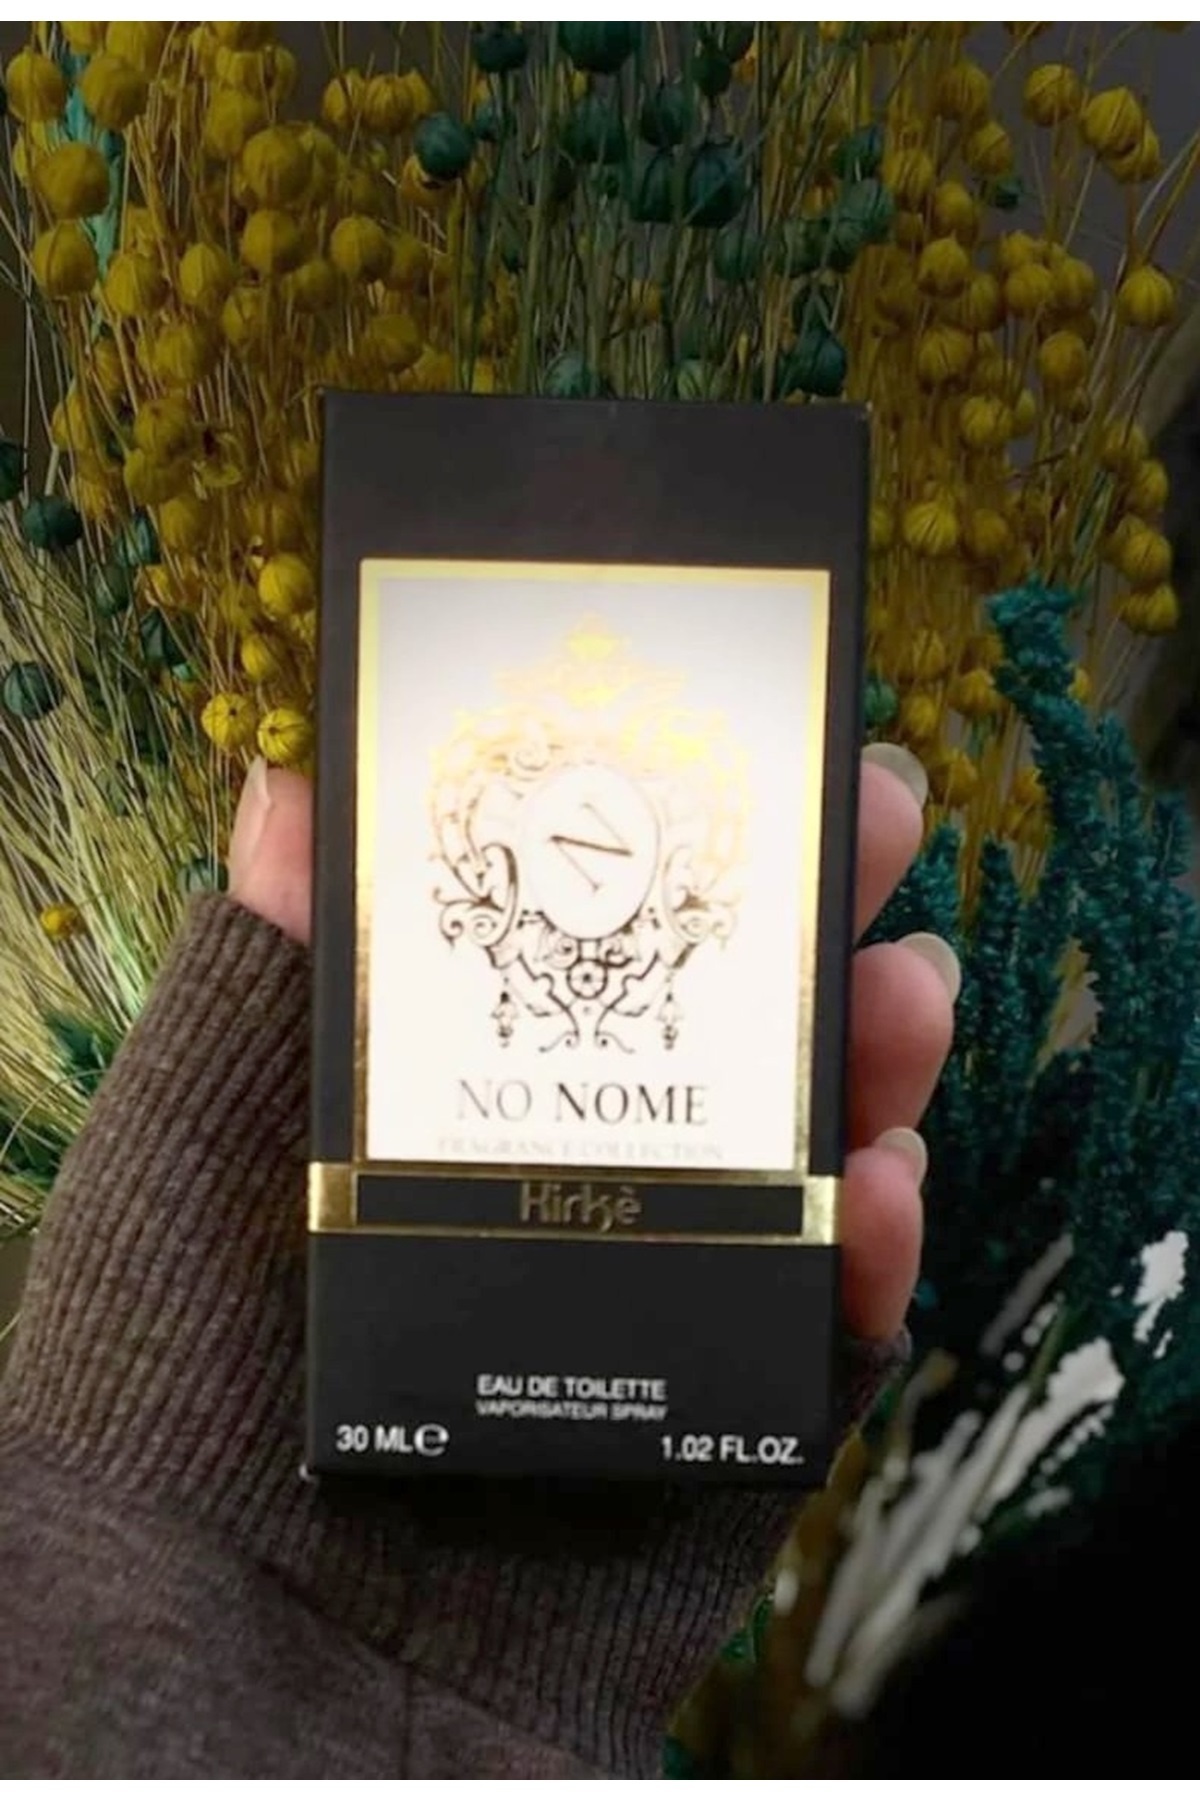 N
NO NOME
FRAGRANCE COLLECTION
Kirkè
EAU DE TOILETTE
VAPORISATEUR SPRAY
30 ML℮
1.02 FL.OZ.